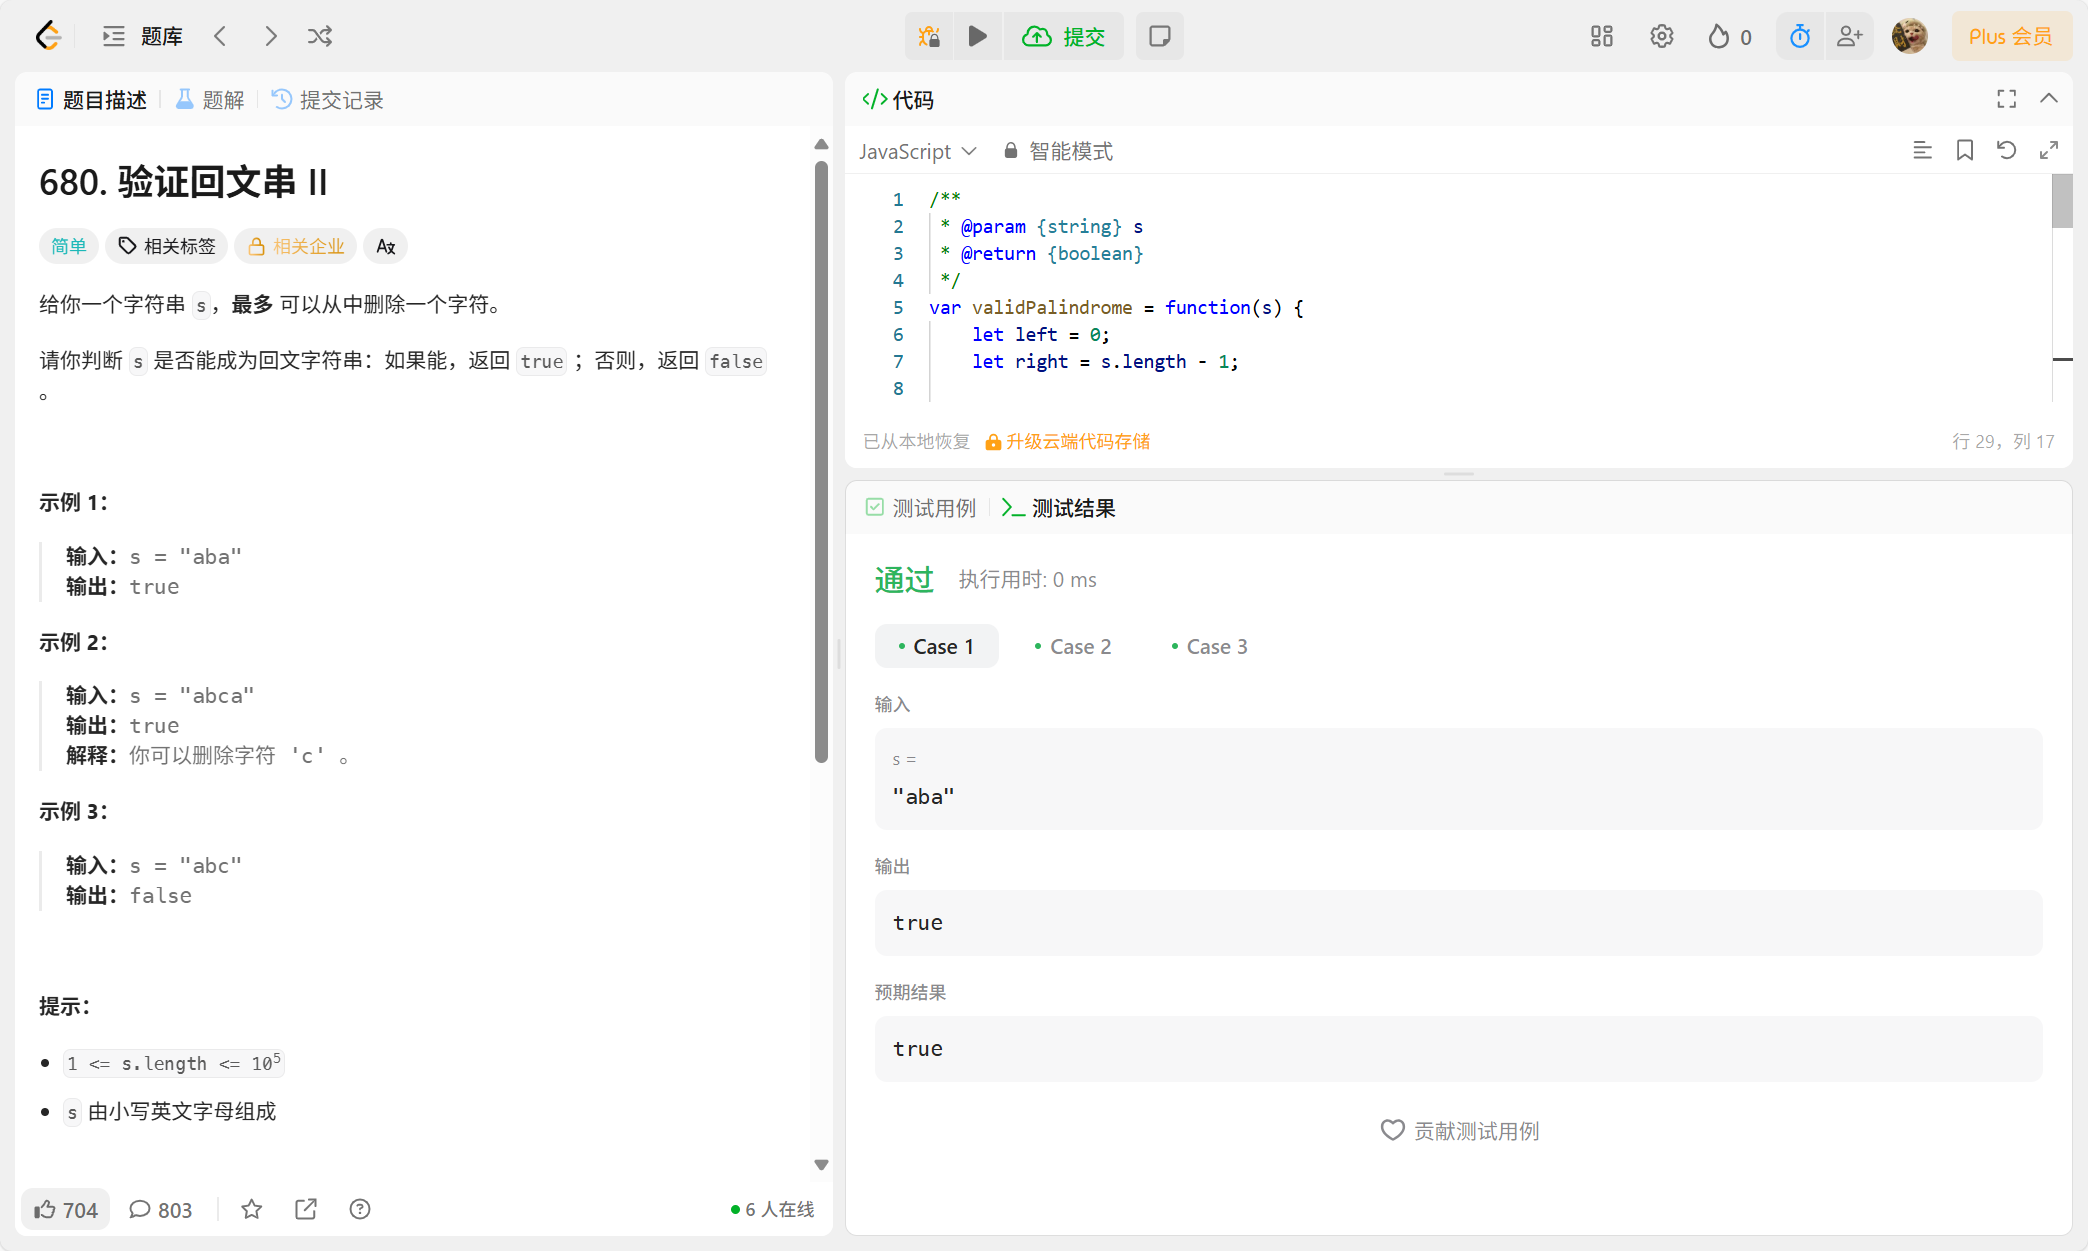 题库
提交
0
Plus 会员
题目描述
题解
提交记录
680. 验证回文串 II
简单
相关标签
相关企业
给你一个字符串 s，最多 可以从中删除一个字符。
请你判断 s 是否能成为回文字符串：如果能，返回 true ；否则，返回 false
。
示例 1：
输入：s = "aba"
输出：true
示例 2：
输入：s = "abca"
输出：true
解释：你可以删除字符 'c' 。
示例 3：
输入：s = "abc"
输出：false
提示：
1 <= s.length <= 10⁵
s 由小写英文字母组成
704
803
6 人在线
</> 代码
JavaScript
智能模式
1 /**
2  * @param {string} s
3  * @return {boolean}
4  */
5 var validPalindrome = function(s) {
6     let left = 0;
7     let right = s.length - 1;
8
已从本地恢复
升级云端代码存储
行 29，列 17
测试用例
测试结果
通过
执行用时: 0 ms
Case 1
Case 2
Case 3
输入
s =
"aba"
输出
true
预期结果
true
贡献测试用例